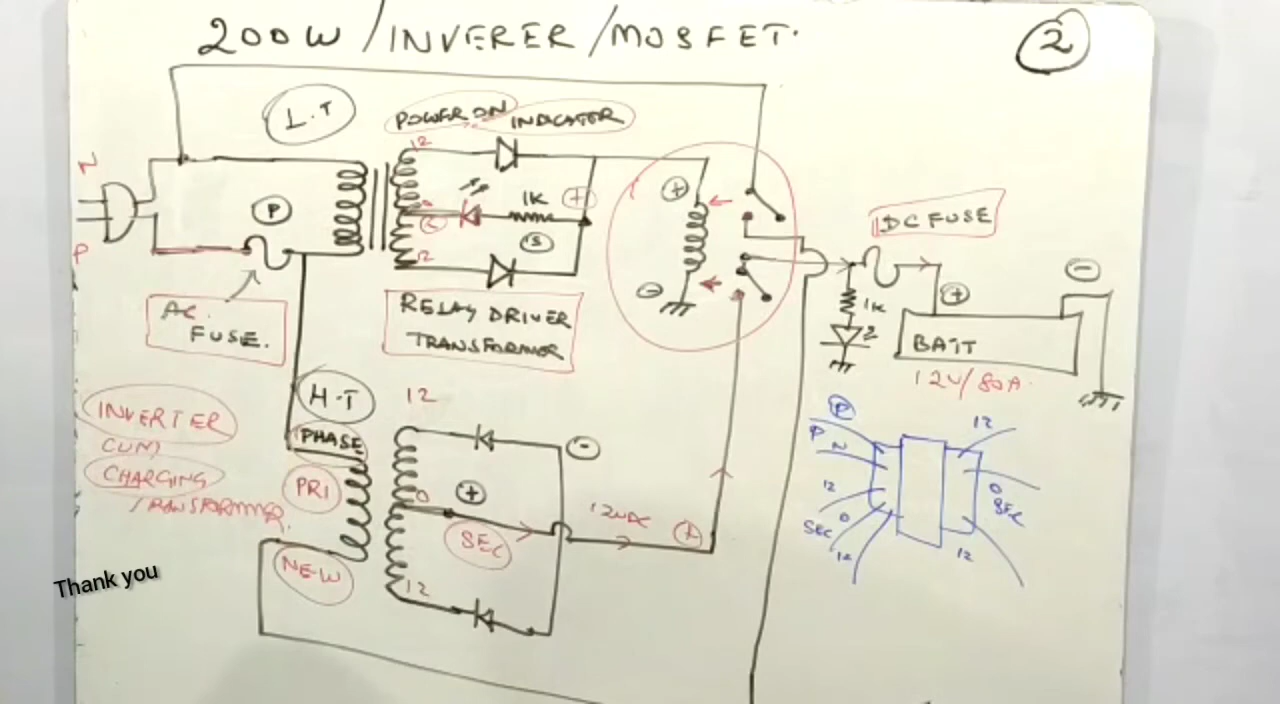 200W/INVERER/MOSFET.
2
L.T
POWER ON INDICATOR
N
P
P
AC
FUSE.
12
0
12
1K
+
S
RELAY DRIVER
TRANSFORMER
+
-
DC FUSE
1K
+
-
BATT
12V/80A.
INVERTER
CUM
CHARGING
TRANSFORMER
H.T
PHASE
PRI
NEW
12
0
12
+
-
SEC
12VDC
+
P
P
N
12
0
SEC
12
12
0
SEC
12
Thank you